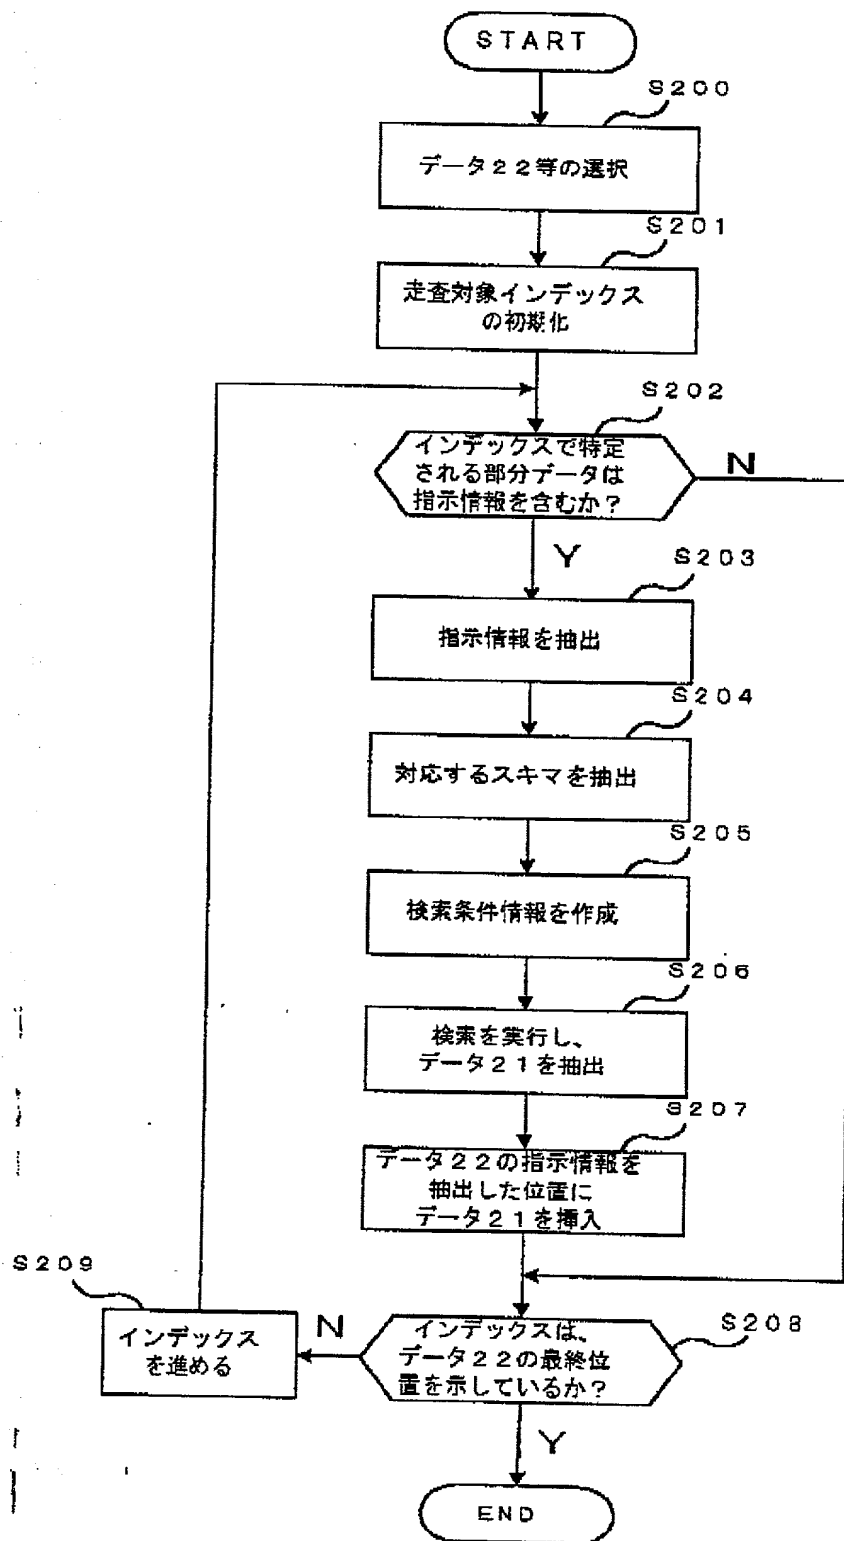 START
S200
データ22等の選択
S201
走査対象インデックス
の初期化
S202
インデックスで特定
される部分データは
指示情報を含むか？
N
Y
S203
指示情報を抽出
S204
対応するスキマを抽出
S205
検索条件情報を作成
S206
検索を実行し、
データ21を抽出
S207
データ22の指示情報を
抽出した位置に
データ21を挿入
S209
インデックス
を進める
N
S208
インデックスは、
データ22の最終位
置を示しているか？
Y
END